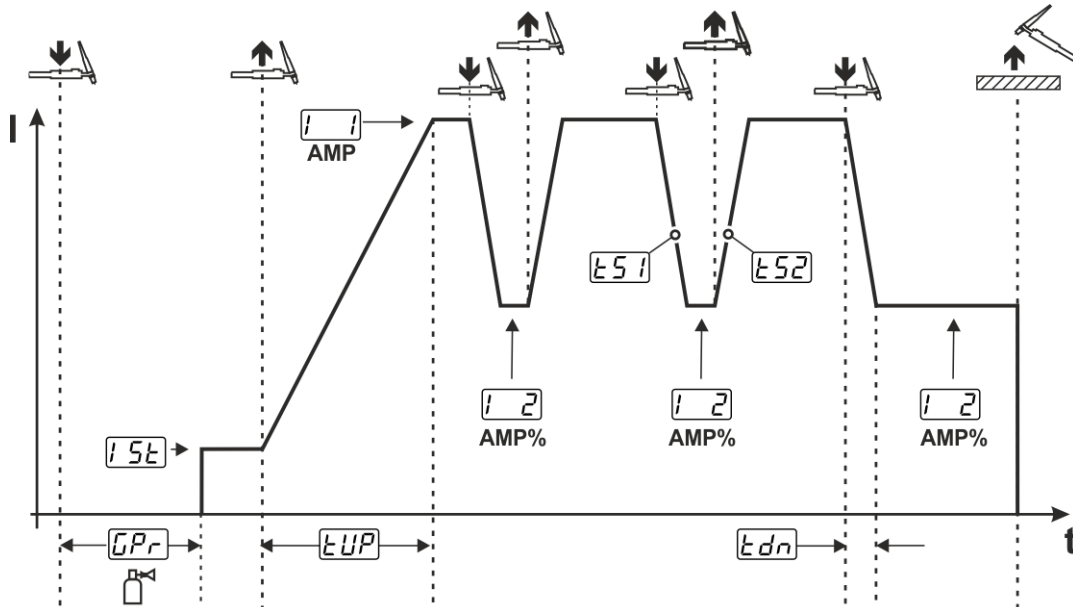 I
I 1
AMP
tS1
tS2
I 2
AMP%
I 2
AMP%
I 2
AMP%
ISt
GPr
tUP
tdn
t